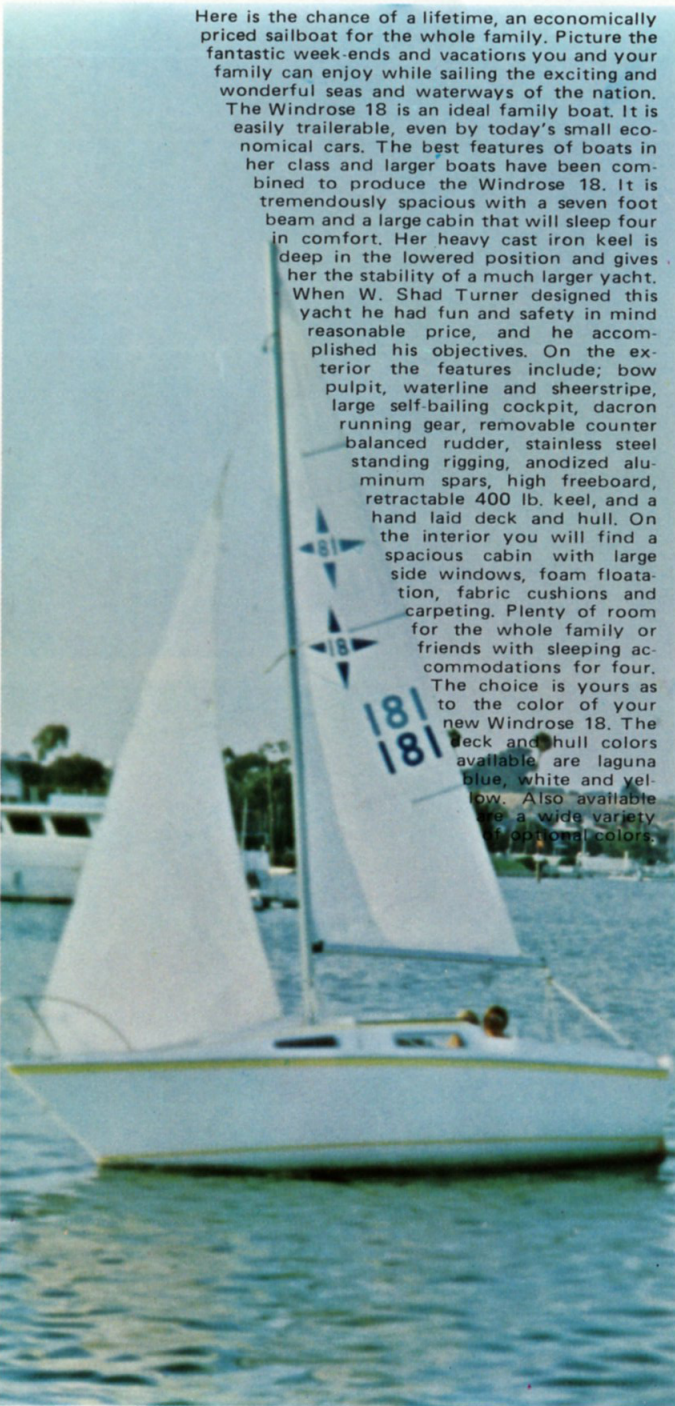 Here is the chance of a lifetime, an economically
priced sailboat for the whole family. Picture the
fantastic week-ends and vacations you and your
family can enjoy while sailing the exciting and
wonderful seas and waterways of the nation.
The Windrose 18 is an ideal family boat. It is
easily trailerable, even by today's small eco-
nomical cars. The best features of boats in
her class and larger boats have been com-
bined to produce the Windrose 18. It is
tremendously spacious with a seven foot
beam and a large cabin that will sleep four
in comfort. Her heavy cast iron keel is
deep in the lowered position and gives
her the stability of a much larger yacht.
When W. Shad Turner designed this
yacht he had fun and safety in mind
reasonable price, and he accom-
plished his objectives. On the ex-
terior the features include; bow
pulpit, waterline and sheerstripe,
large self-bailing cockpit, dacron
running gear, removable counter
balanced rudder, stainless steel
standing rigging, anodized alu-
minum spars, high freeboard,
retractable 400 lb. keel, and a
hand laid deck and hull. On
the interior you will find a
spacious cabin with large
side windows, foam floata-
tion, fabric cushions and
carpeting. Plenty of room
for the whole family or
friends with sleeping ac-
commodations for four.
The choice is yours as
to the color of your
new Windrose 18. The
deck and hull colors
available are laguna
blue, white and yel-
low. Also available
are a wide variety
of optional colors.
18
18
181
181